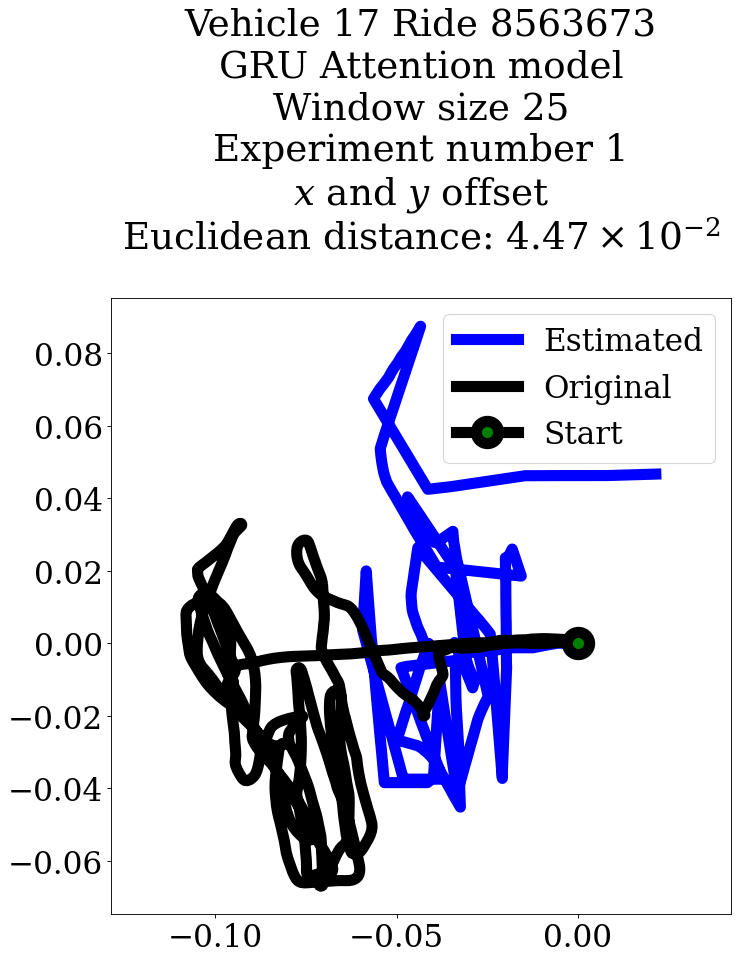 Vehicle 17 Ride 8563673
GRU Attention model
Window size 25
Experiment number 1
x and y offset
Euclidean distance: 4.47 × 10⁻²
Estimated
Original
Start
0.08
0.06
0.04
0.02
0.00
−0.02
−0.04
−0.06
−0.10
−0.05
0.00